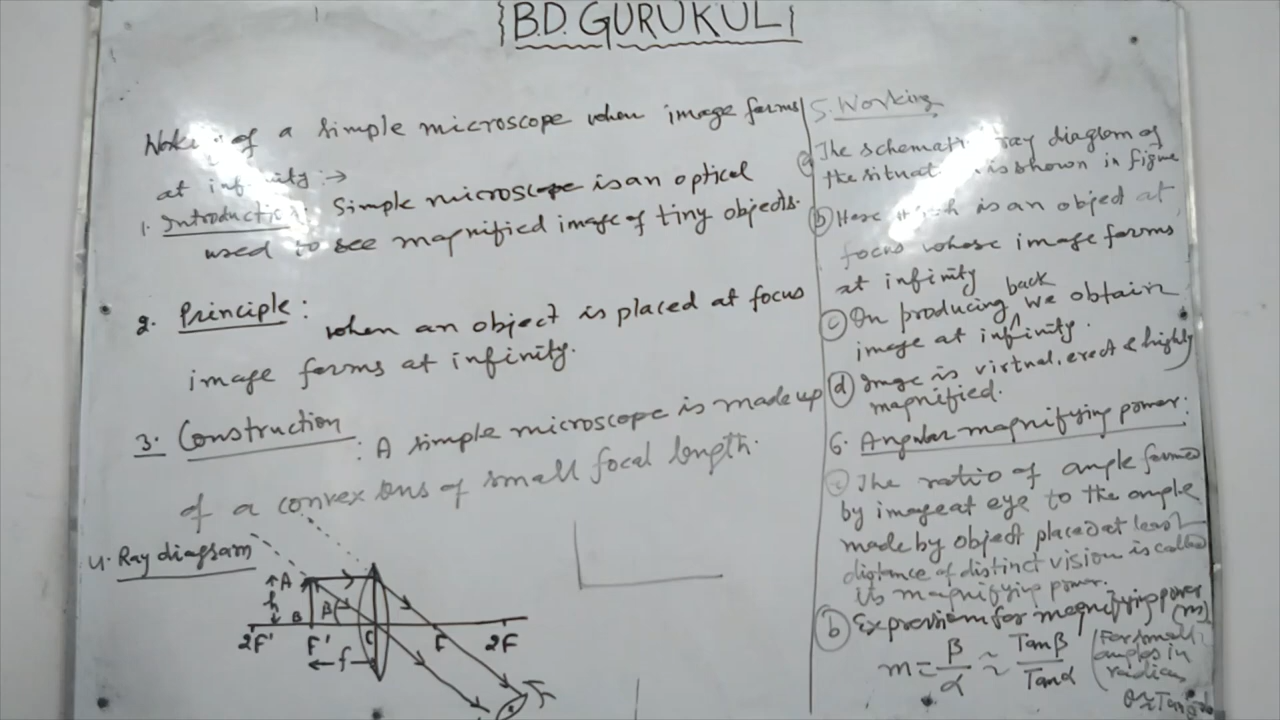 B.D. GURUKUL
of a simple microscope when image forms
at infinity :→
1. Introduction: Simple microscope is an optical
used to see magnified image of tiny objects.
2. Principle: when an object is placed at focus
image forms at infinity.
3. Construction: A simple microscope is made up
of a convex lens of small focal length.
4. Ray diagram
A
h
B
β
C
2F' F' F 2F
f
5. Working
a The schematic ray diagram of
the is shown in figure
b Here is an object at
focus whose image forms
at infinity
c On producing back we obtain
image at infinity.
d Image is virtual, erect & highly
magnified.
6. Angular magnifying power:
The ratio of angle formed
by image at eye to the angle
made by object placed at least
distance of distinct vision is called
its magnifying power.
b Expression for magnifying power (m)
m = β/α ≈ Tanβ/Tanα (For small
angles in
radian
θ≈Tanθ